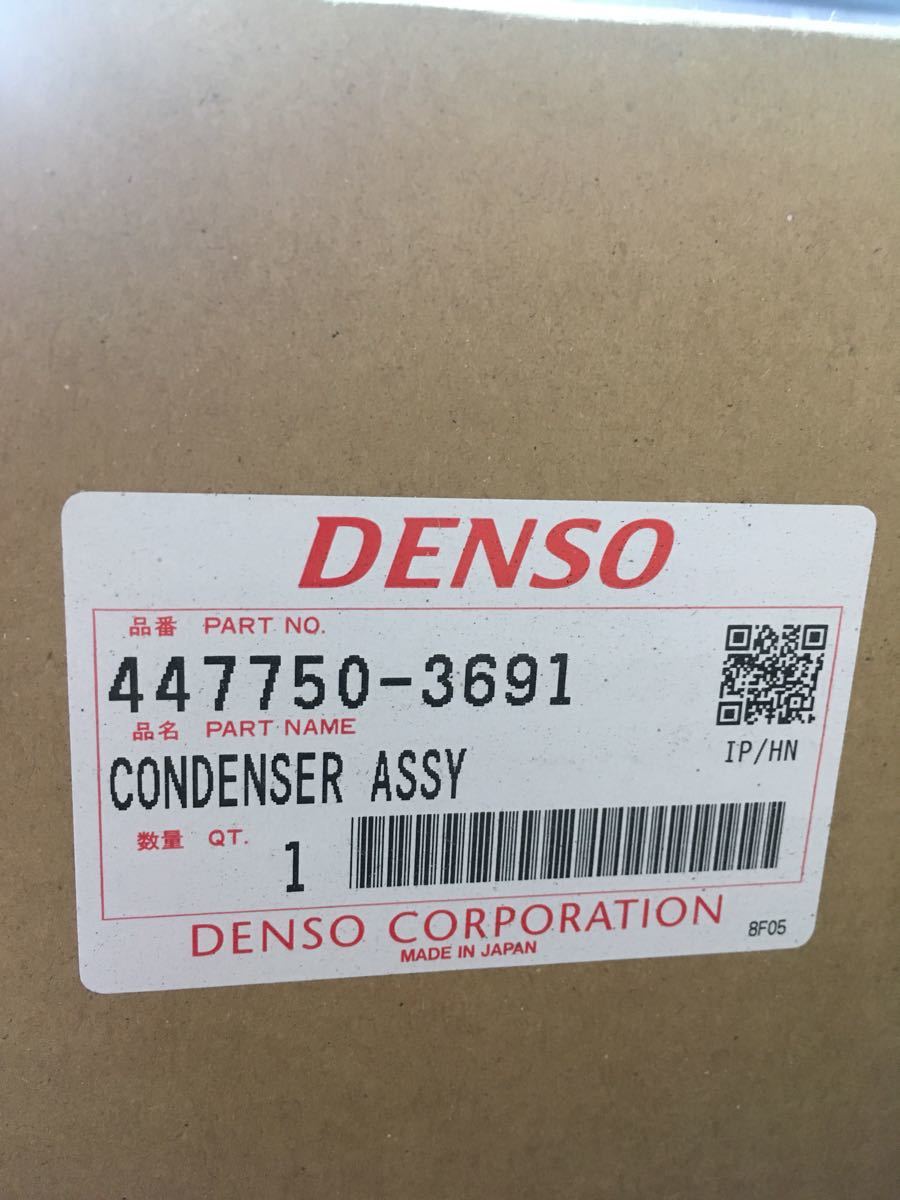 DENSO
品番 PART NO.
447750-3691
品名 PART NAME
IP/HN
CONDENSER ASSY
数量 QT.
1
DENSO CORPORATION
MADE IN JAPAN
8F05